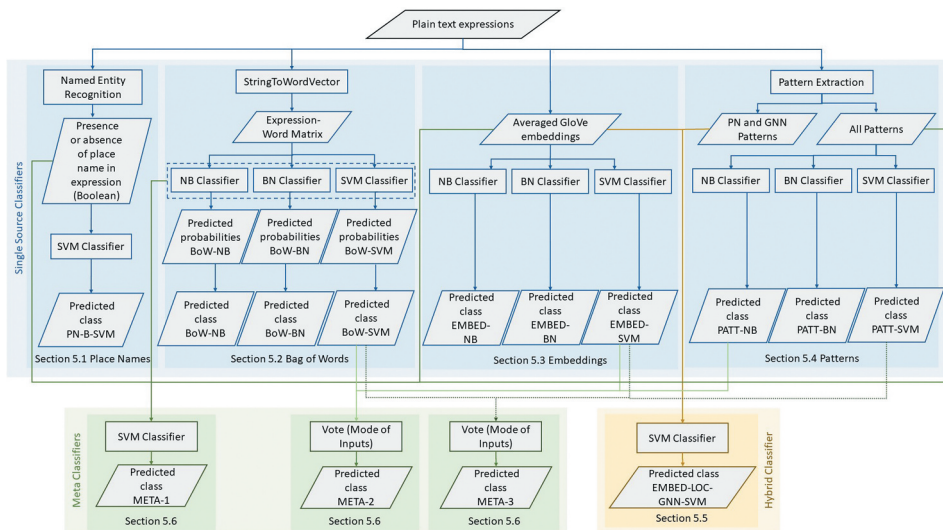 Plain text expressions
Single Source Classifiers
Named Entity
Recognition
Presence
or absence
of place
name in
expression
(Boolean)
SVM Classifier
Predicted
class
PN-B-SVM
Section 5.1 Place Names
StringToWordVector
Expression-
Word Matrix
NB Classifier
BN Classifier
SVM Classifier
Predicted
probabilities
BoW-NB
Predicted
probabilities
BoW-BN
Predicted
probabilities
BoW-SVM
Predicted
class
BoW-NB
Predicted
class
BoW-BN
Predicted
class
BoW-SVM
Section 5.2 Bag of Words
Averaged GloVe
embeddings
NB Classifier
BN Classifier
SVM Classifier
Predicted
class
EMBED-
NB
Predicted
class
EMBED-
BN
Predicted
class
EMBED-
SVM
Section 5.3 Embeddings
Pattern Extraction
PN and GNN
Patterns
All Patterns
NB Classifier
BN Classifier
SVM Classifier
Predicted
class
PATT-NB
Predicted
class
PATT-BN
Predicted
class
PATT-SVM
Section 5.4 Patterns
Meta Classifiers
SVM Classifier
Predicted
class
META-1
Section 5.6
Vote (Mode of
Inputs)
Predicted
class
META-2
Section 5.6
Vote (Mode of
Inputs)
Predicted
class
META-3
Section 5.6
SVM Classifier
Predicted class
EMBED-LOC-
GNN-SVM
Section 5.5
Hybrid Classifier